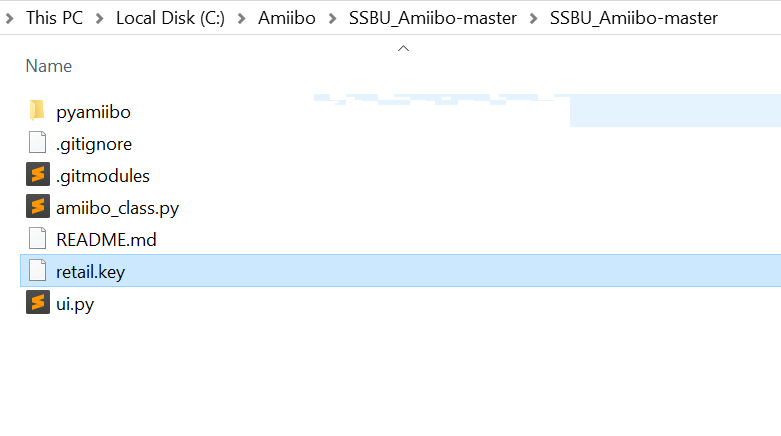 This PC > Local Disk (C:) > Amiibo > SSBU_Amiibo-master > SSBU_Amiibo-master
Name
pyamiibo
.gitignore
.gitmodules
amiibo_class.py
README.md
retail.key
ui.py